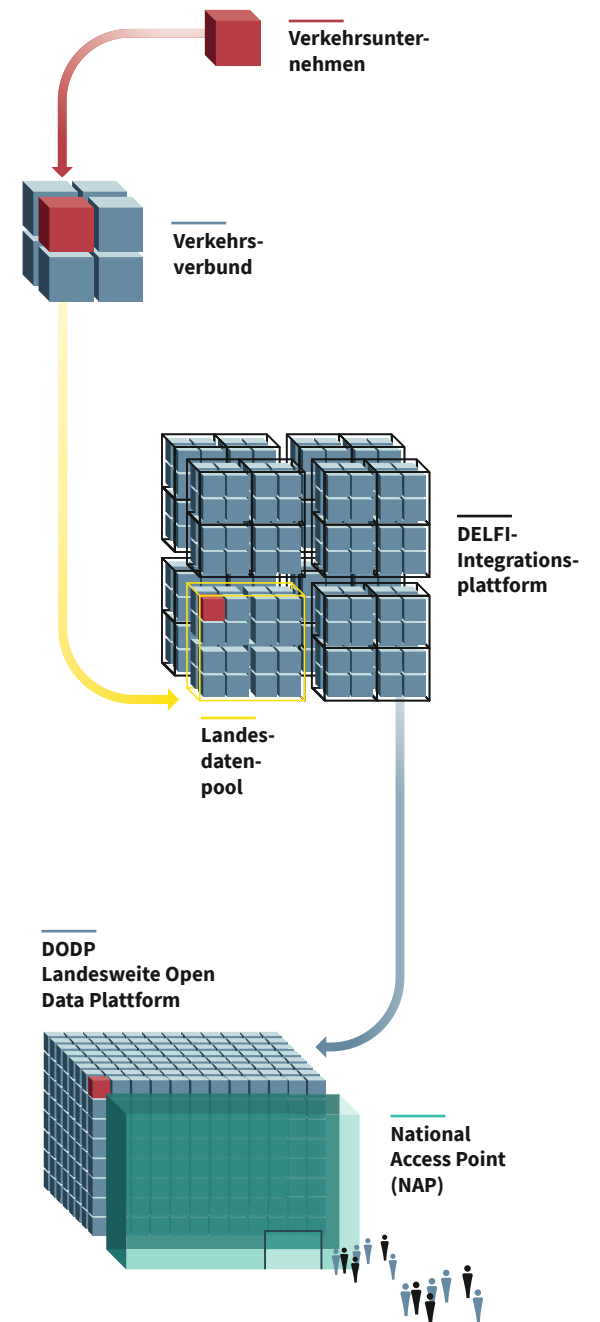 Verkehrsunter-
nehmen
Verkehrs-
verbund
DELFI-
Integrations-
plattform
Landes-
daten-
pool
DODP
Landesweite Open
Data Plattform
National
Access Point
(NAP)